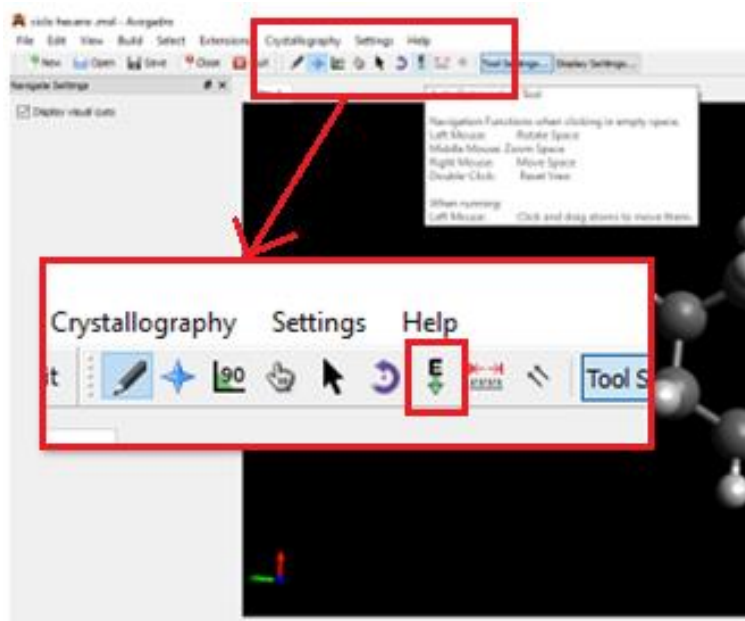 ciclo hexano .mol - Avogadro
File Edit View Build Select Extensions Crystallography Settings Help
New Open Save Close Tool Settings... Display Settings...
Navigate Settings
Display visual cues
Tool
Navigation Functions when clicking in empty space.
Left Mouse: Rotate Space
Middle Mouse: Zoom Space
Right Mouse: Move Space
Double-Click: Reset View
When running:
Left Mouse: Click and drag atoms to move them.
Crystallography Settings Help
it 90 E Tool S